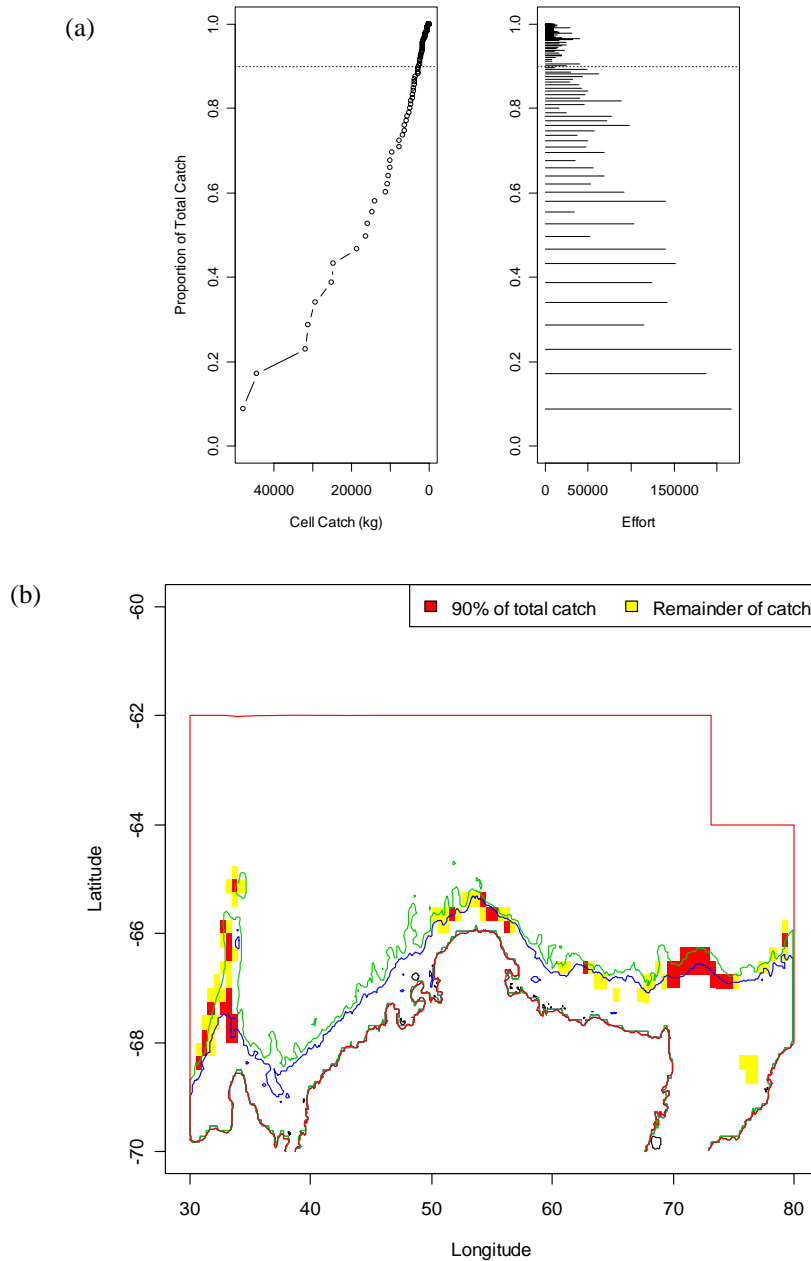 (a)
Proportion of Total Catch
0.0 0.2 0.4 0.6 0.8 1.0
40000 20000 0
Cell Catch (kg)
0.0 0.2 0.4 0.6 0.8 1.0
0 50000 150000
Effort
(b)
90% of total catch Remainder of catch
Latitude
-60
-62
-64
-66
-68
-70
30 40 50 60 70 80
Longitude